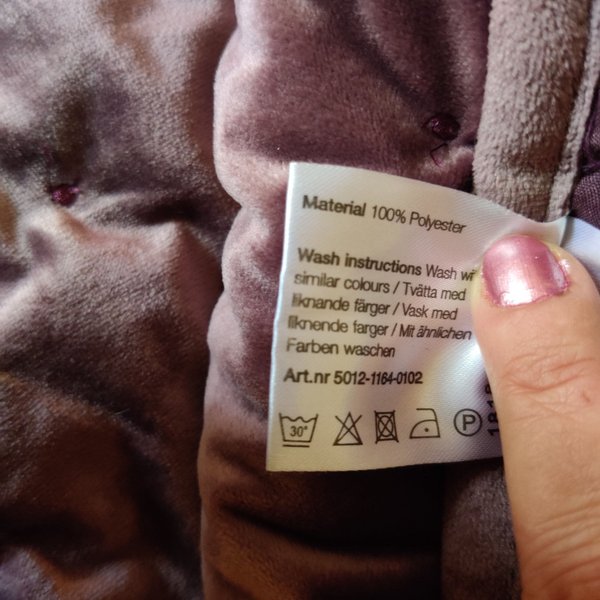 Material 100% Polyester
Wash instructions Wash
similar colours / Tvätta med
liknande färger / Vask med
liknende farger / Mit ähnlichen
Farben waschen
Art.nr 5012-1164-0102
30°
P